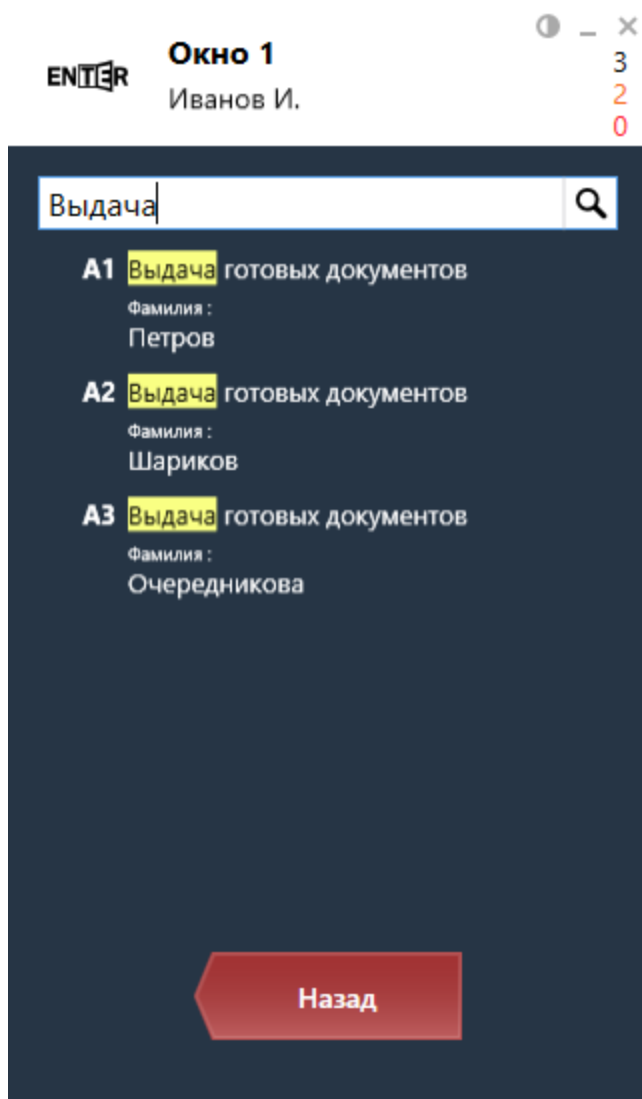 ENTER
Окно 1
Иванов И.
3
2
0
Выдача
A1 Выдача готовых документов
Фамилия :
Петров
A2 Выдача готовых документов
Фамилия :
Шариков
A3 Выдача готовых документов
Фамилия :
Очередникова
Назад